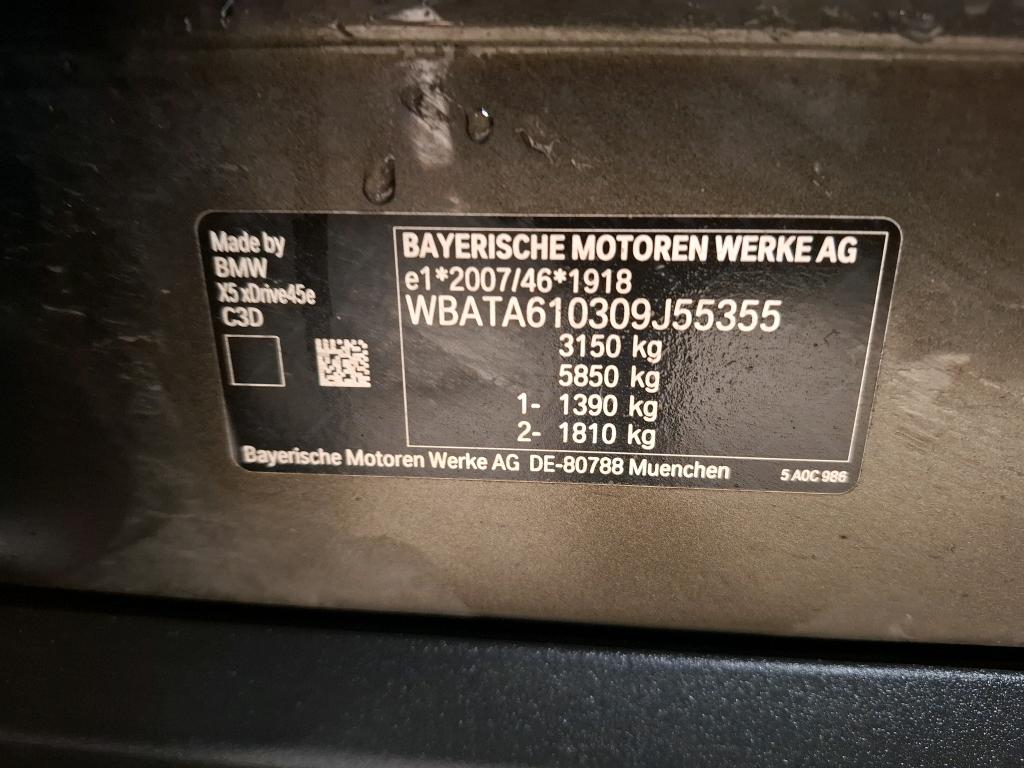 Made by
BMW
X5 xDrive45e
C3D
BAYERISCHE MOTOREN WERKE AG
e1*2007/46*1918
WBATA610309J55355
3150 kg
5850 kg
1- 1390 kg
2- 1810 kg
Bayerische Motoren Werke AG DE-80788 Muenchen
5 A0C 986